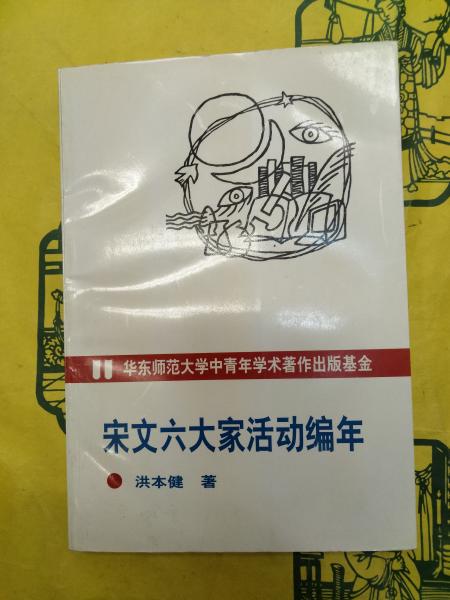 华东师范大学中青年学术著作出版基金
宋文六大家活动编年
洪本健 著